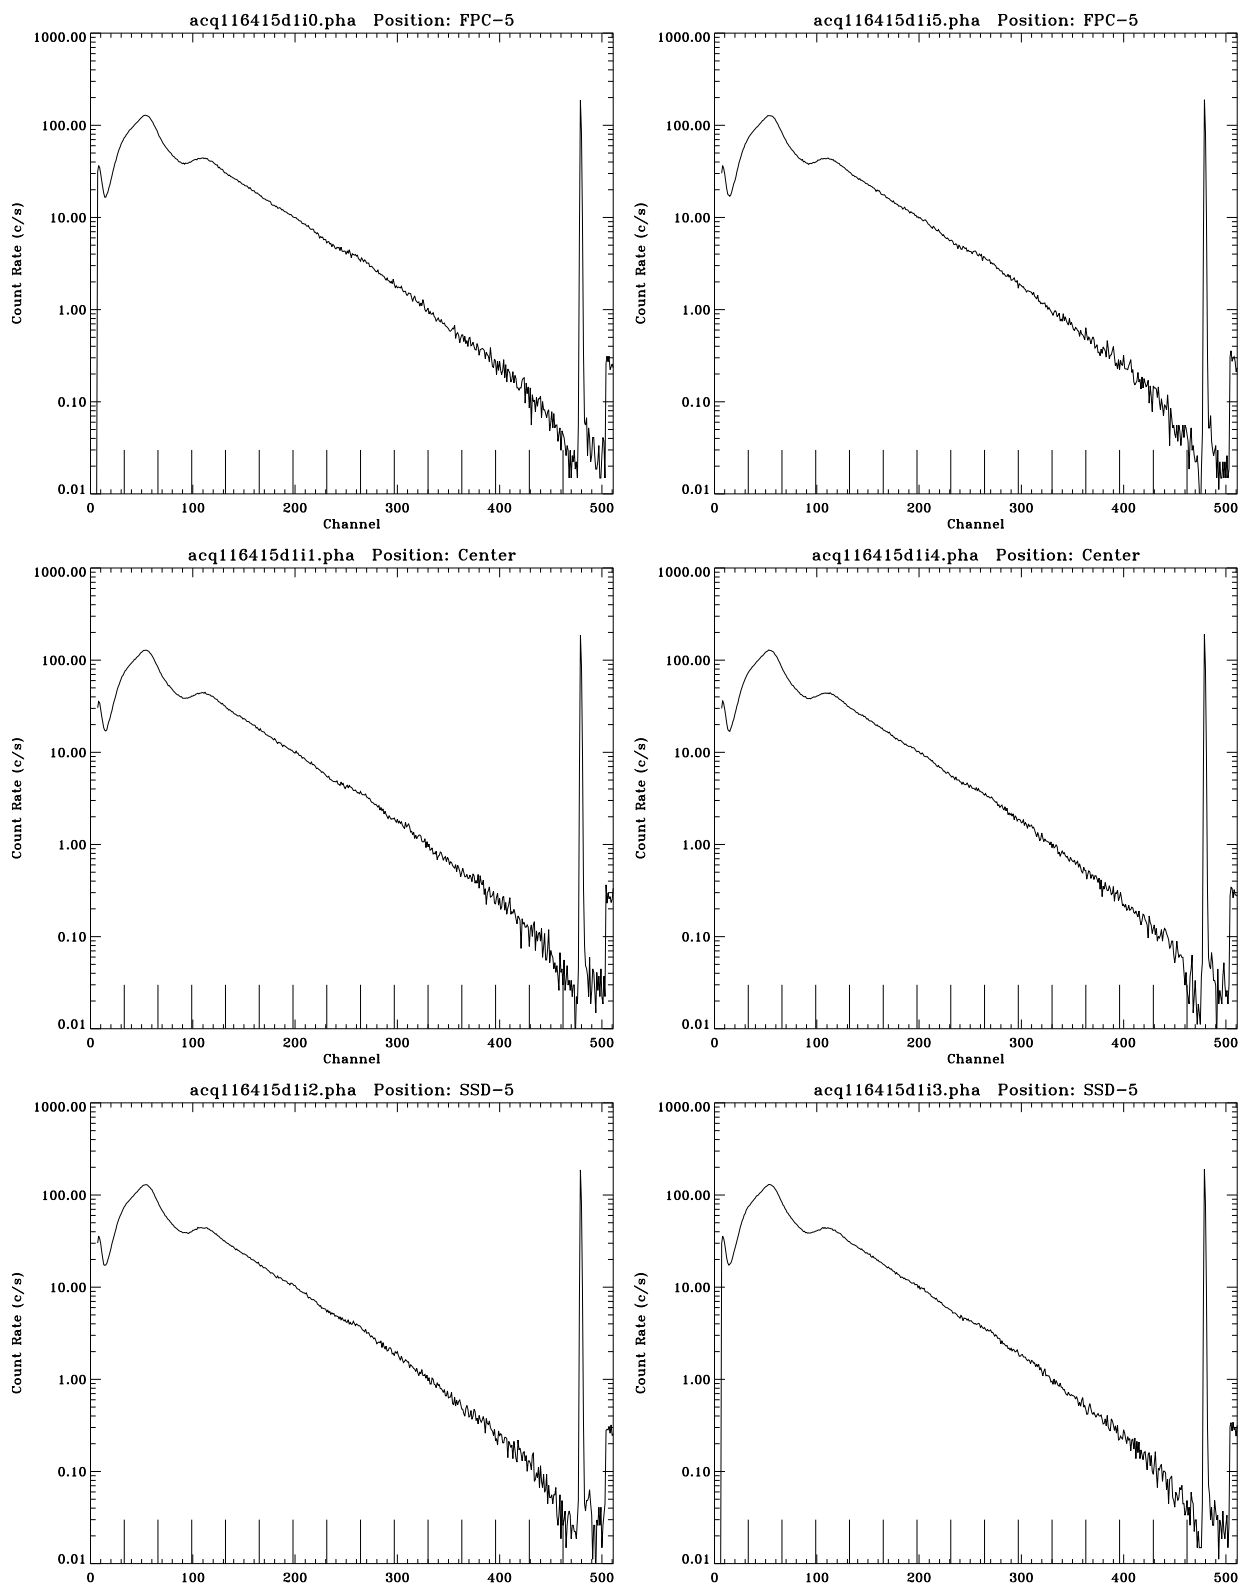 acq116415d1i0.pha Position: FPC-5
1000.00
100.00
10.00
1.00
0.10
0.01
Count Rate (c/s)
0 100 200 300 400 500
Channel
acq116415d1i5.pha Position: FPC-5
1000.00
100.00
10.00
1.00
0.10
0.01
Count Rate (c/s)
0 100 200 300 400 500
Channel
acq116415d1i1.pha Position: Center
1000.00
100.00
10.00
1.00
0.10
0.01
Count Rate (c/s)
0 100 200 300 400 500
Channel
acq116415d1i4.pha Position: Center
1000.00
100.00
10.00
1.00
0.10
0.01
Count Rate (c/s)
0 100 200 300 400 500
Channel
acq116415d1i2.pha Position: SSD-5
1000.00
100.00
10.00
1.00
0.10
0.01
Count Rate (c/s)
0 100 200 300 400 500
acq116415d1i3.pha Position: SSD-5
1000.00
100.00
10.00
1.00
0.10
0.01
Count Rate (c/s)
0 100 200 300 400 500